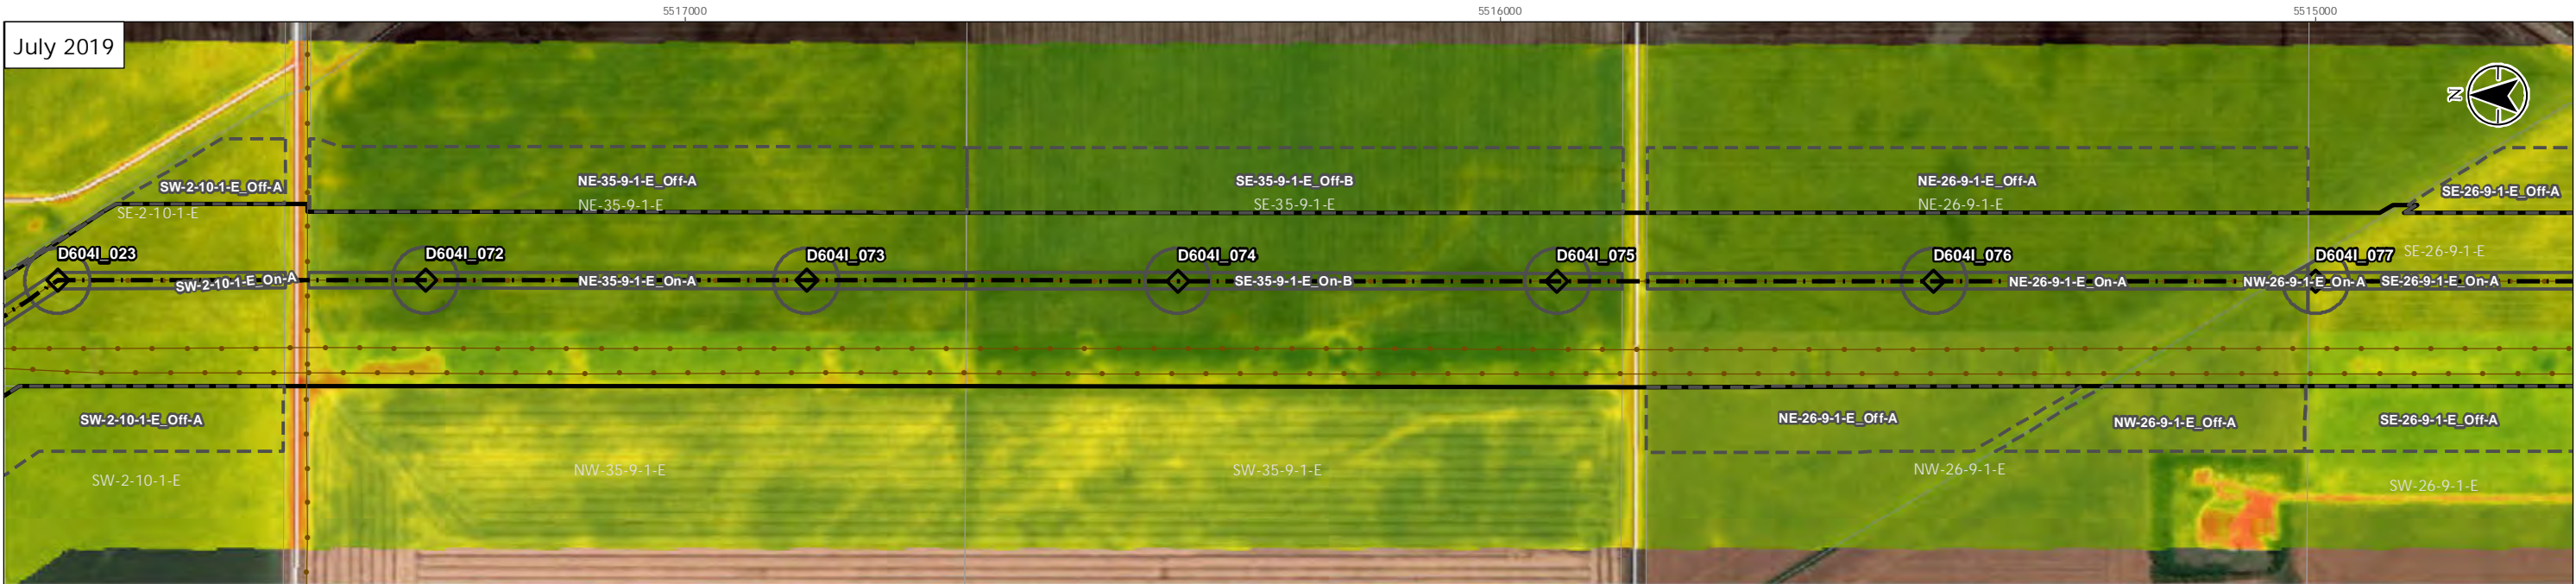 5517000
5516000
5515000
July 2019
N
SW-2-10-1-E_Off-A
NE-35-9-1-E_Off-A
SE-35-9-1-E_Off-B
NE-26-9-1-E_Off-A
SE-26-9-1-E_Off-A
SE-2-10-1-E
NE-35-9-1-E
SE-35-9-1-E
NE-26-9-1-E
SE-26-9-1-E
D604I_023
D604I_072
D604I_073
D604I_074
D604I_075
D604I_076
D604I_077
SW-2-10-1-E_On-A
NE-35-9-1-E_On-A
SE-35-9-1-E_On-B
NE-26-9-1-E_On-A
NW-26-9-1-E_On-A
SE-26-9-1-E_On-A
SW-2-10-1-E_Off-A
NE-26-9-1-E_Off-A
NW-26-9-1-E_Off-A
SE-26-9-1-E_Off-A
SW-2-10-1-E
NW-35-9-1-E
SW-35-9-1-E
NW-26-9-1-E
SW-26-9-1-E